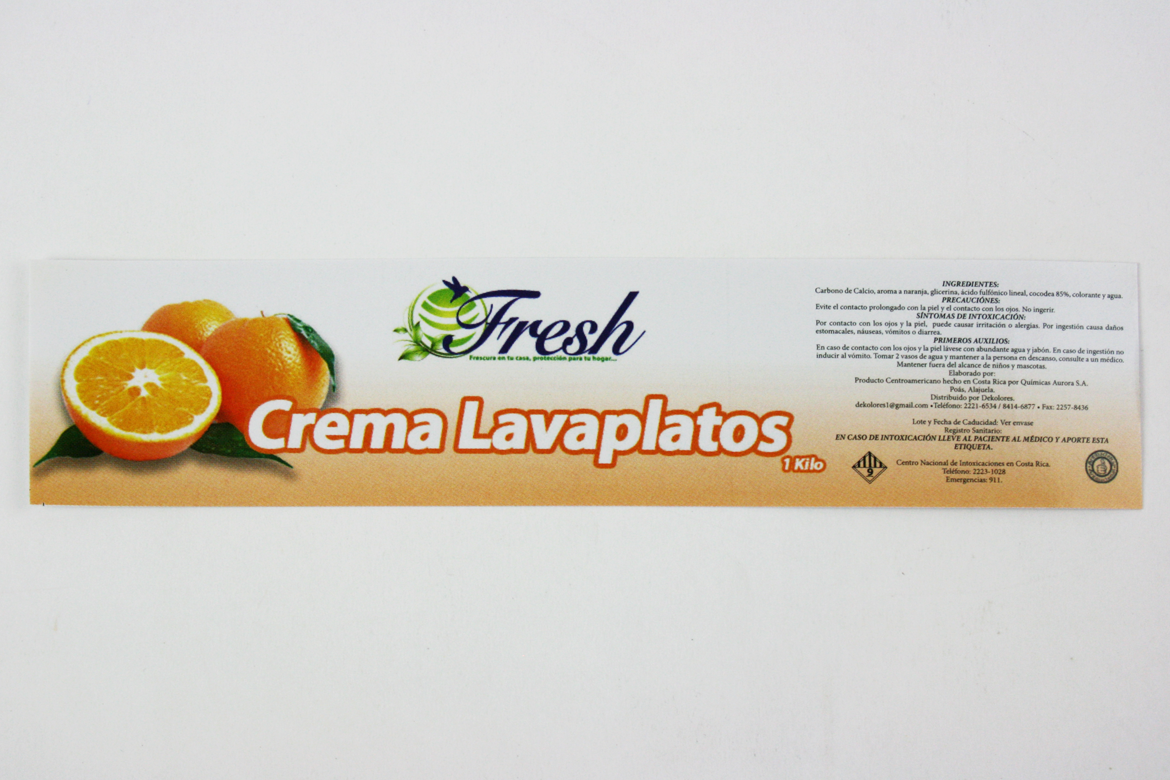 Fresh
Frescura en tu casa, protección para tu hogar...
Crema Lavaplatos
1 Kilo
INGREDIENTES:
Carbono de Calcio, aroma a naranja, glicerina, ácido fulfónico lineal, cocodea 85%, colorante y agua.
PRECAUCIÓNES:
Evite el contacto prolongado con la piel y el contacto con los ojos. No ingerir.
SÍNTOMAS DE INTOXICACIÓN:
Por contacto con los ojos y la piel, puede causar irritación o alergias. Por ingestión causa daños
estomacales, náuseas, vómitos o diarrea.
PRIMEROS AUXILIOS:
En caso de contacto con los ojos y la piel lávese con abundante agua y jabón. En caso de ingestión no
inducir al vómito. Tomar 2 vasos de agua y mantener a la persona en descanso, consulte a un médico.
Mantener fuera del alcance de niños y mascotas.
Elaborado por:
Producto Centroamericano hecho en Costa Rica por Químicas Aurora S.A.
Poás, Alajuela.
Distribuido por Dekolores.
dekolores1@gmail.com •Teléfono: 2221-6534 / 8414-6877 • Fax: 2257-8436
Lote y Fecha de Caducidad: Ver envase
Registro Sanitario:
EN CASO DE INTOXICACIÓN LLEVE AL PACIENTE AL MÉDICO Y APORTE ESTA
ETIQUETA.
9
Centro Nacional de Intoxicaciones en Costa Rica.
Teléfono: 2223-1028
Emergencias: 911.